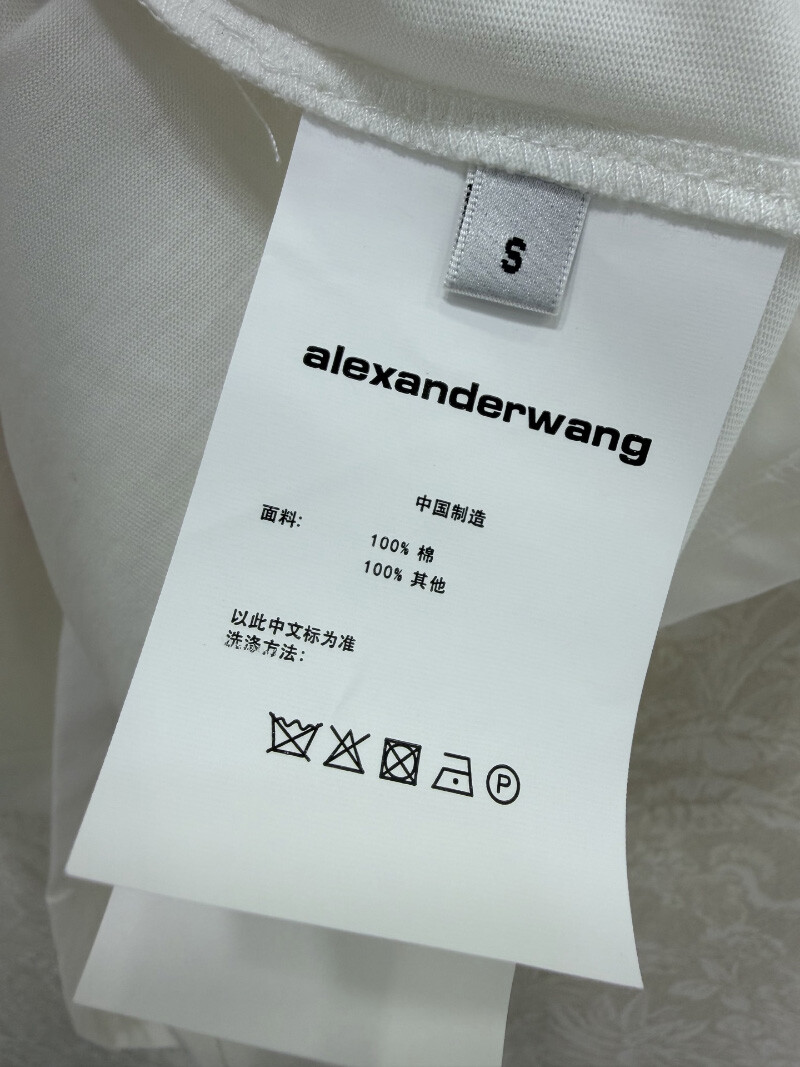 S
alexanderwang
中国制造
面料:
100% 棉
100% 其他
以此中文标为准
洗涤方法:
P